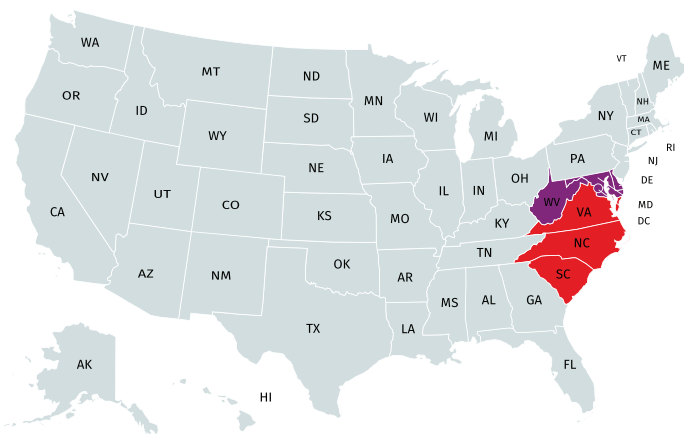 WA
OR
CA
ID
NV
UT
AZ
MT
WY
CO
NM
ND
SD
NE
KS
OK
TX
MN
IA
MO
AR
LA
WI
IL
MS
MI
IN
OH
KY
TN
AL
GA
FL
SC
NC
VA
WV
PA
NY
VT
ME
NH
MA
CT
RI
NJ
DE
MD
DC
AK
HI